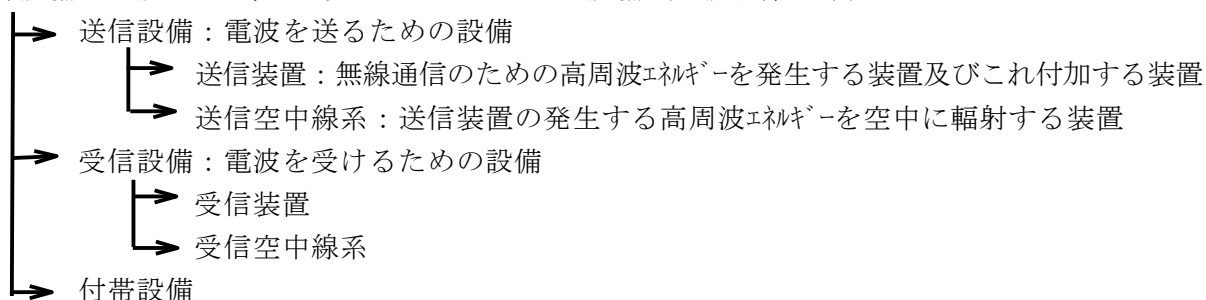 送信設備：電波を送るための設備
送信装置：無線通信のための高周波ｴﾈﾙｷﾞｰを発生する装置及びこれ付加する装置
送信空中線系：送信装置の発生する高周波ｴﾈﾙｷﾞｰを空中に輻射する装置
受信設備：電波を受けるための設備
受信装置
受信空中線系
付帯設備